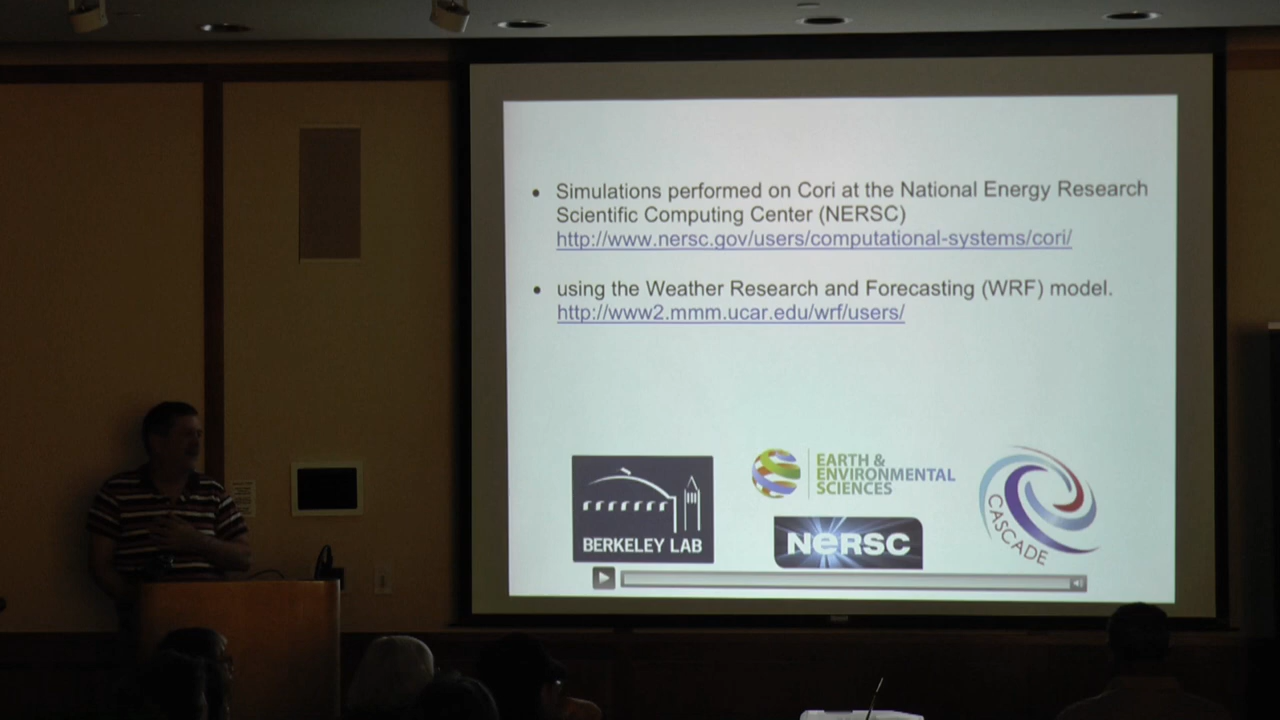 • Simulations performed on Cori at the National Energy Research
Scientific Computing Center (NERSC)
http://www.nersc.gov/users/computational-systems/cori/
• using the Weather Research and Forecasting (WRF) model.
http://www2.mmm.ucar.edu/wrf/users/
BERKELEY LAB
EARTH &
ENVIRONMENTAL
SCIENCES
NERSC
CASCADE